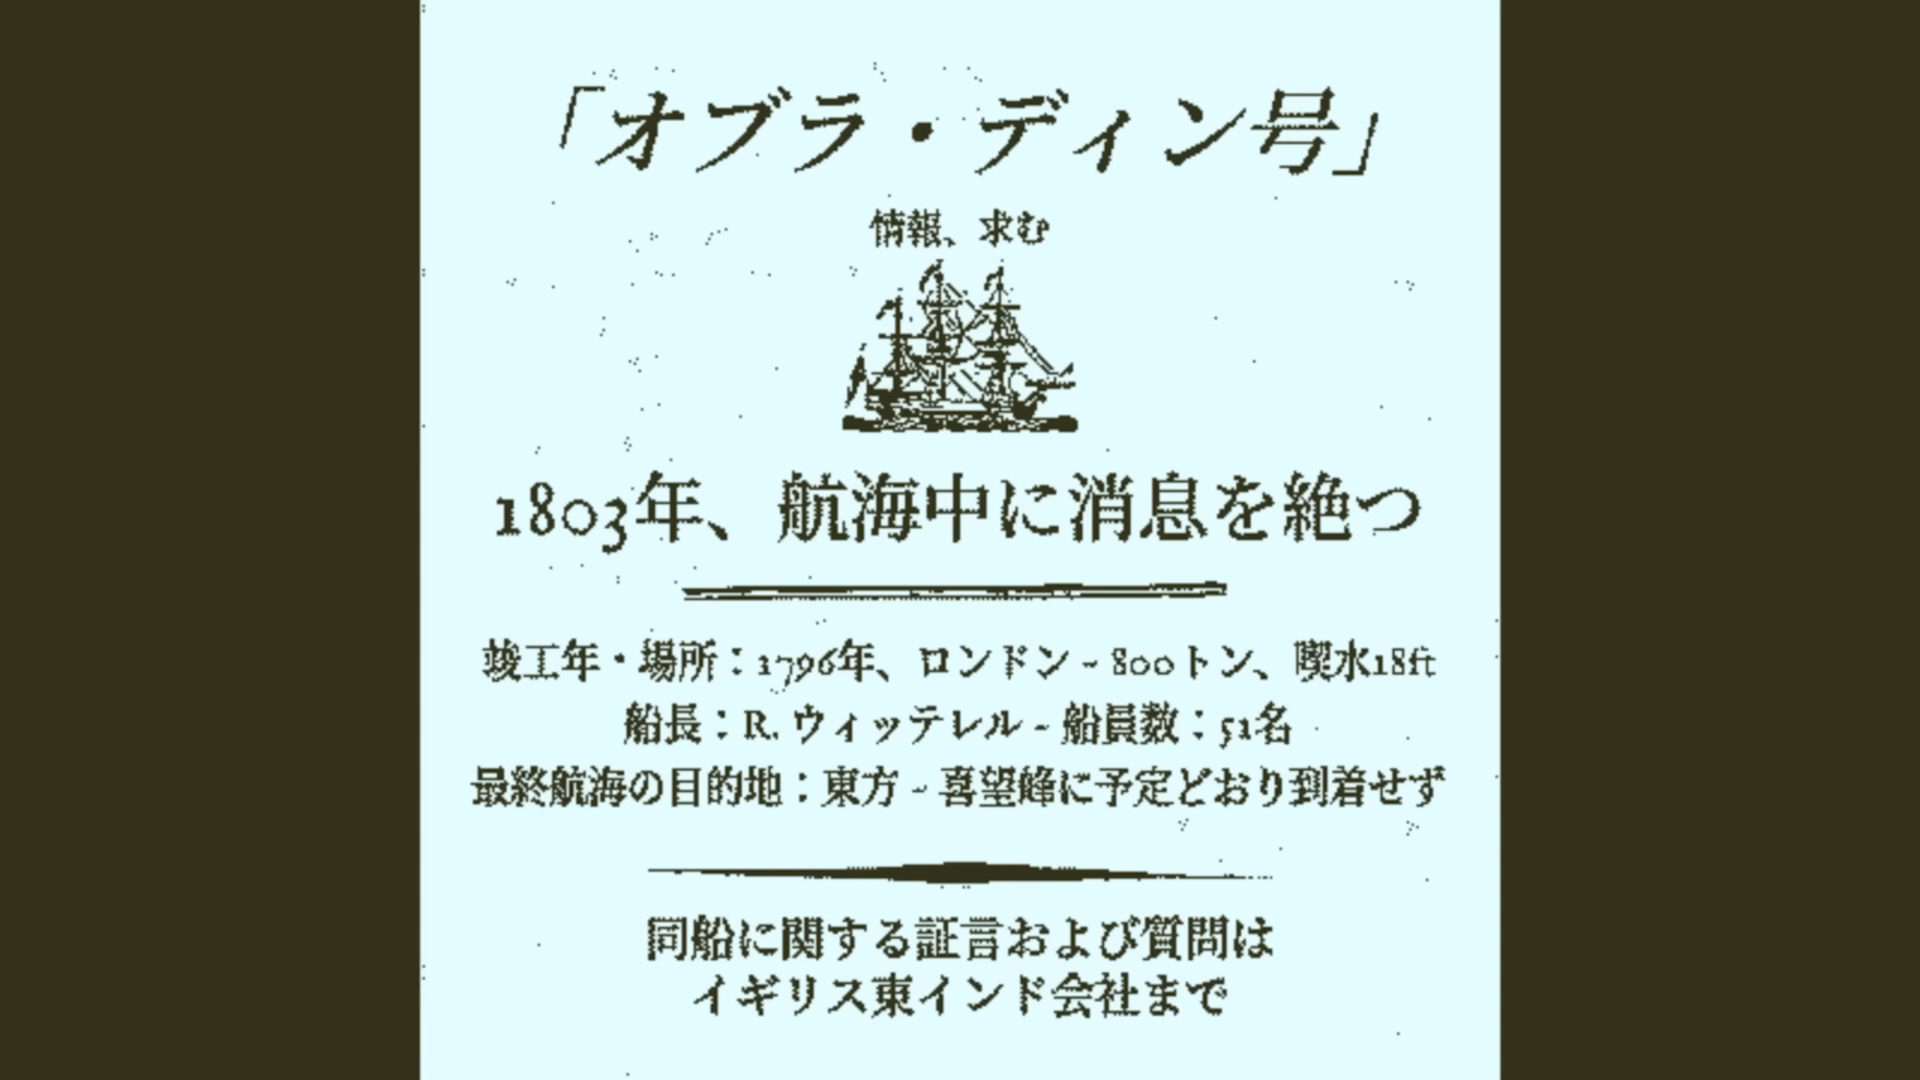 「オブラ・ディン号」
情報、求む
1803年、航海中に消息を絶つ
竣工年・場所：1796年、ロンドン - 800トン、喫水18ft
船長：R. ウィッテレル - 船員数：51名
最終航海の目的地：東方 - 喜望峰に予定どおり到着せず
同船に関する証言および質問は
イギリス東インド会社まで